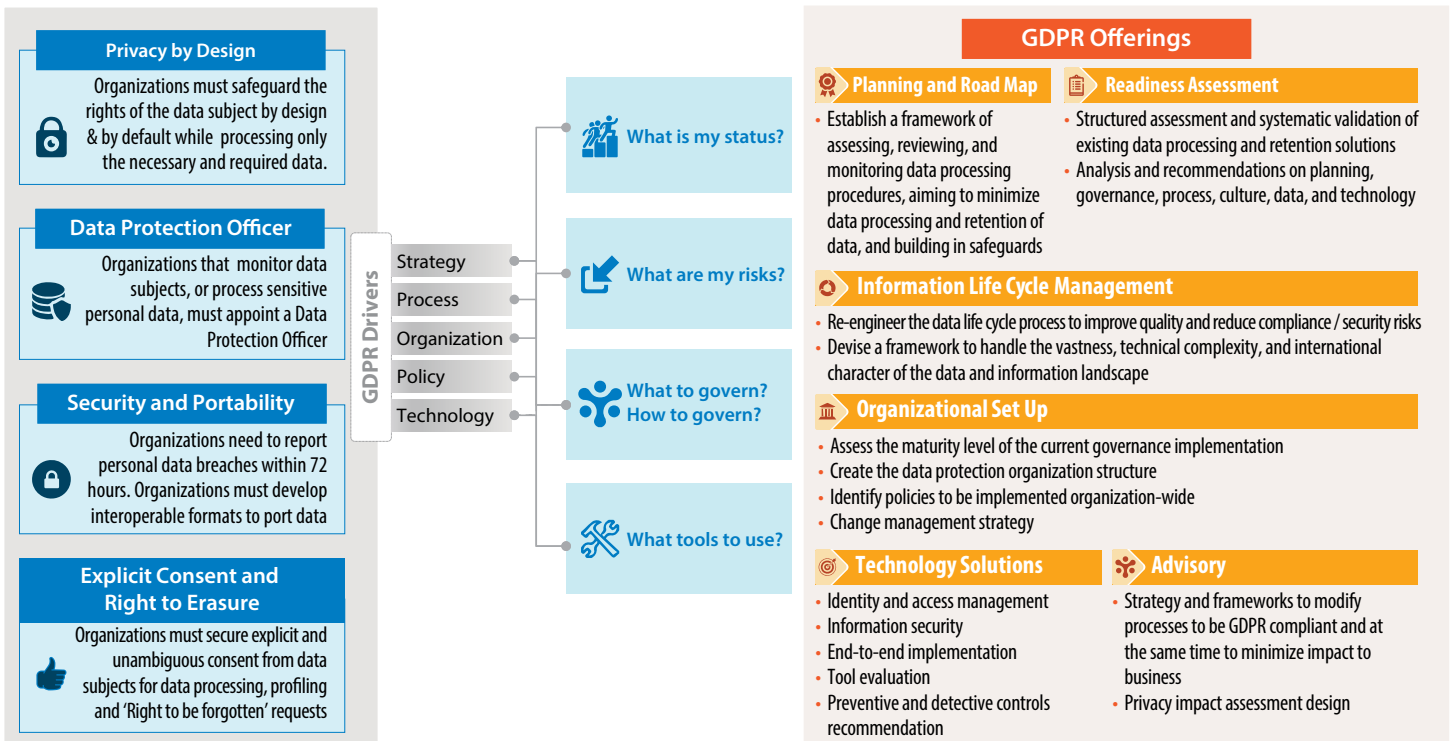 Privacy by Design
Organizations must safeguard the
rights of the data subject by design
& by default while processing only
the necessary and required data.
Data Protection Officer
Organizations that monitor data
subjects, or process sensitive
personal data, must appoint a Data
Protection Officer
Security and Portability
Organizations need to report
personal data breaches within 72
hours. Organizations must develop
interoperable formats to port data
Explicit Consent and
Right to Erasure
Organizations must secure explicit and
unambiguous consent from data
subjects for data processing, profiling
and ‘Right to be forgotten’ requests
GDPR Drivers
Strategy
Process
Organization
Policy
Technology
What is my status?
What are my risks?
What to govern?
How to govern?
What tools to use?
GDPR Offerings
Planning and Road Map
• Establish a framework of
assessing, reviewing, and
monitoring data processing
procedures, aiming to minimize
data processing and retention of
data, and building in safeguards
Readiness Assessment
• Structured assessment and systematic validation of
existing data processing and retention solutions
• Analysis and recommendations on planning,
governance, process, culture, data, and technology
Information Life Cycle Management
• Re-engineer the data life cycle process to improve quality and reduce compliance / security risks
• Devise a framework to handle the vastness, technical complexity, and international
character of the data and information landscape
Organizational Set Up
• Assess the maturity level of the current governance implementation
• Create the data protection organization structure
• Identify policies to be implemented organization-wide
• Change management strategy
Technology Solutions
• Identity and access management
• Information security
• End-to-end implementation
• Tool evaluation
• Preventive and detective controls
recommendation
Advisory
• Strategy and frameworks to modify
processes to be GDPR compliant and at
the same time to minimize impact to
business
• Privacy impact assessment design